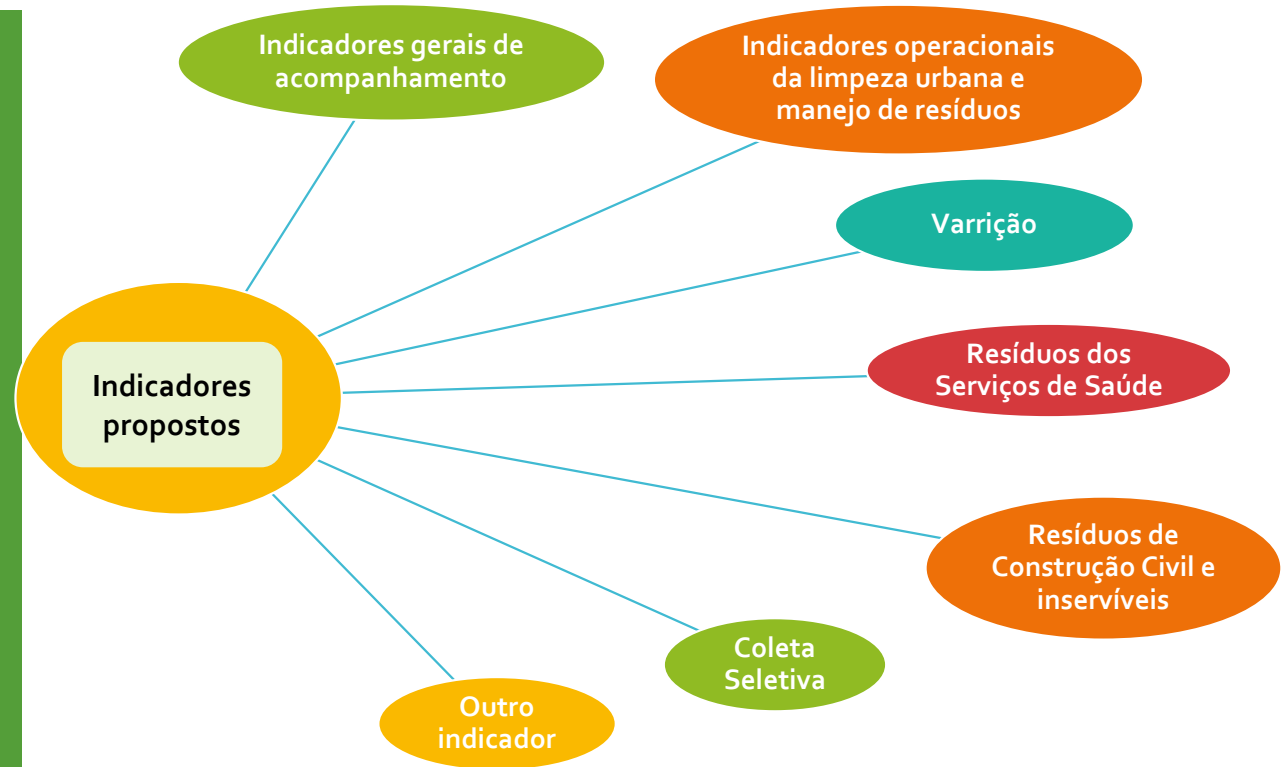 Indicadores gerais de
acompanhamento
Indicadores operacionais
da limpeza urbana e
manejo de resíduos
Varrição
Resíduos dos
Serviços de Saúde
Indicadores
propostos
Resíduos de
Construção Civil e
inservíveis
Coleta
Seletiva
Outro
indicador